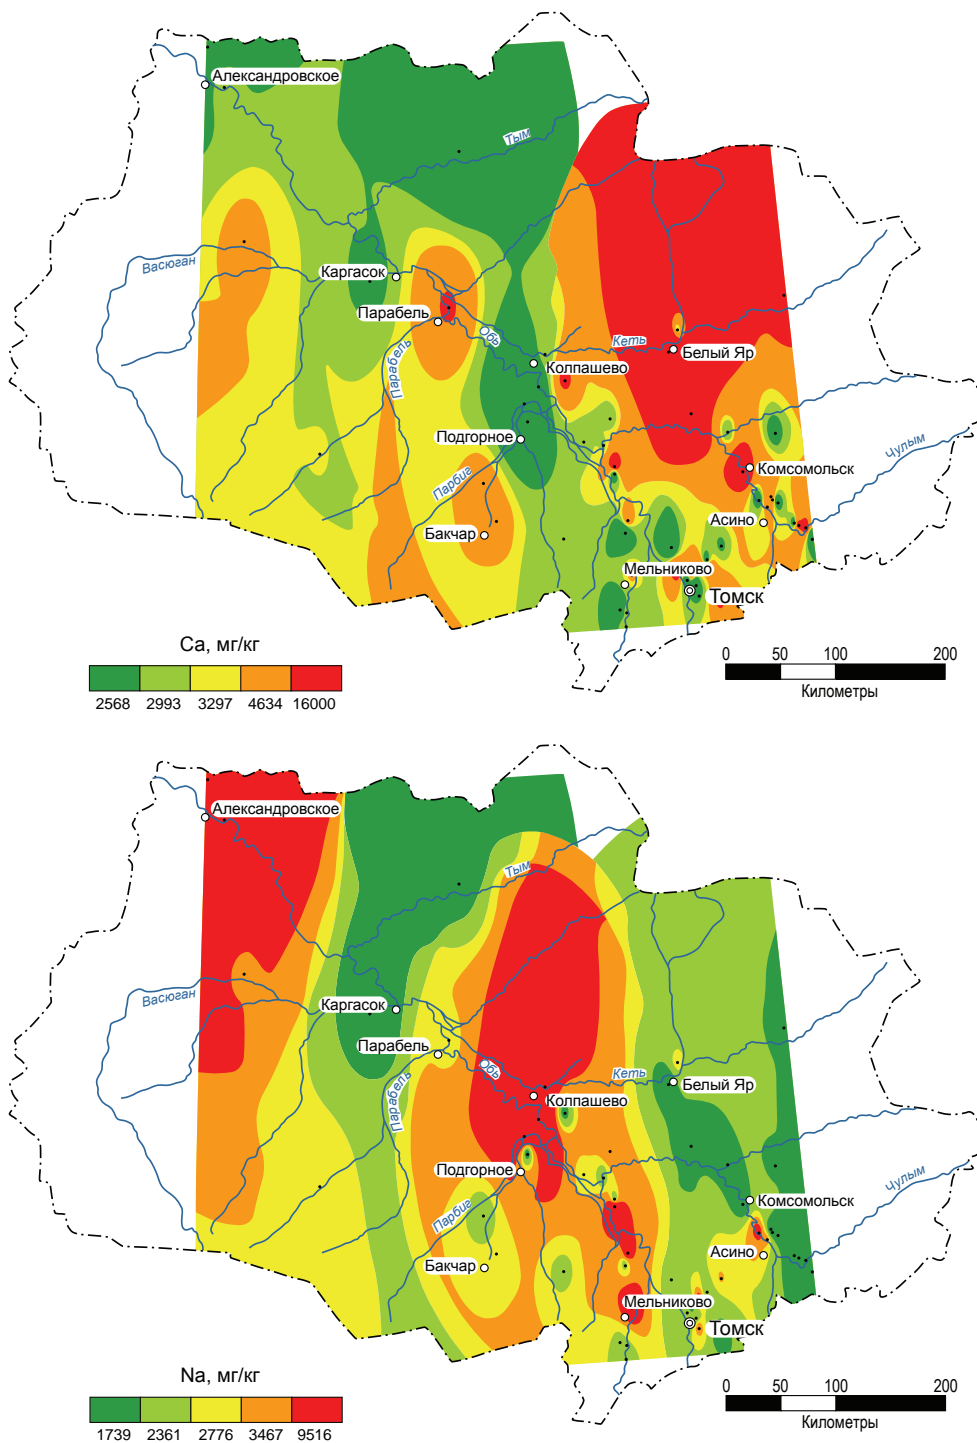 Александровское
Тым
Васюган
Каргасок
Парабель
Обь
Кеть
Белый Яр
Парабель
Колпашево
Подгорное
Чулым
Комсомольск
Парбиг
Бакчар
Асино
Мельниково
Томск
Ca, мг/кг
2568 2993 3297 4634 16000
0 50 100 200
Километры
Александровское
Тым
Васюган
Каргасок
Парабель
Обь
Кеть
Белый Яр
Парабель
Колпашево
Подгорное
Чулым
Комсомольск
Парбиг
Бакчар
Асино
Мельниково
Томск
Na, мг/кг
1739 2361 2776 3467 9516
0 50 100 200
Километры